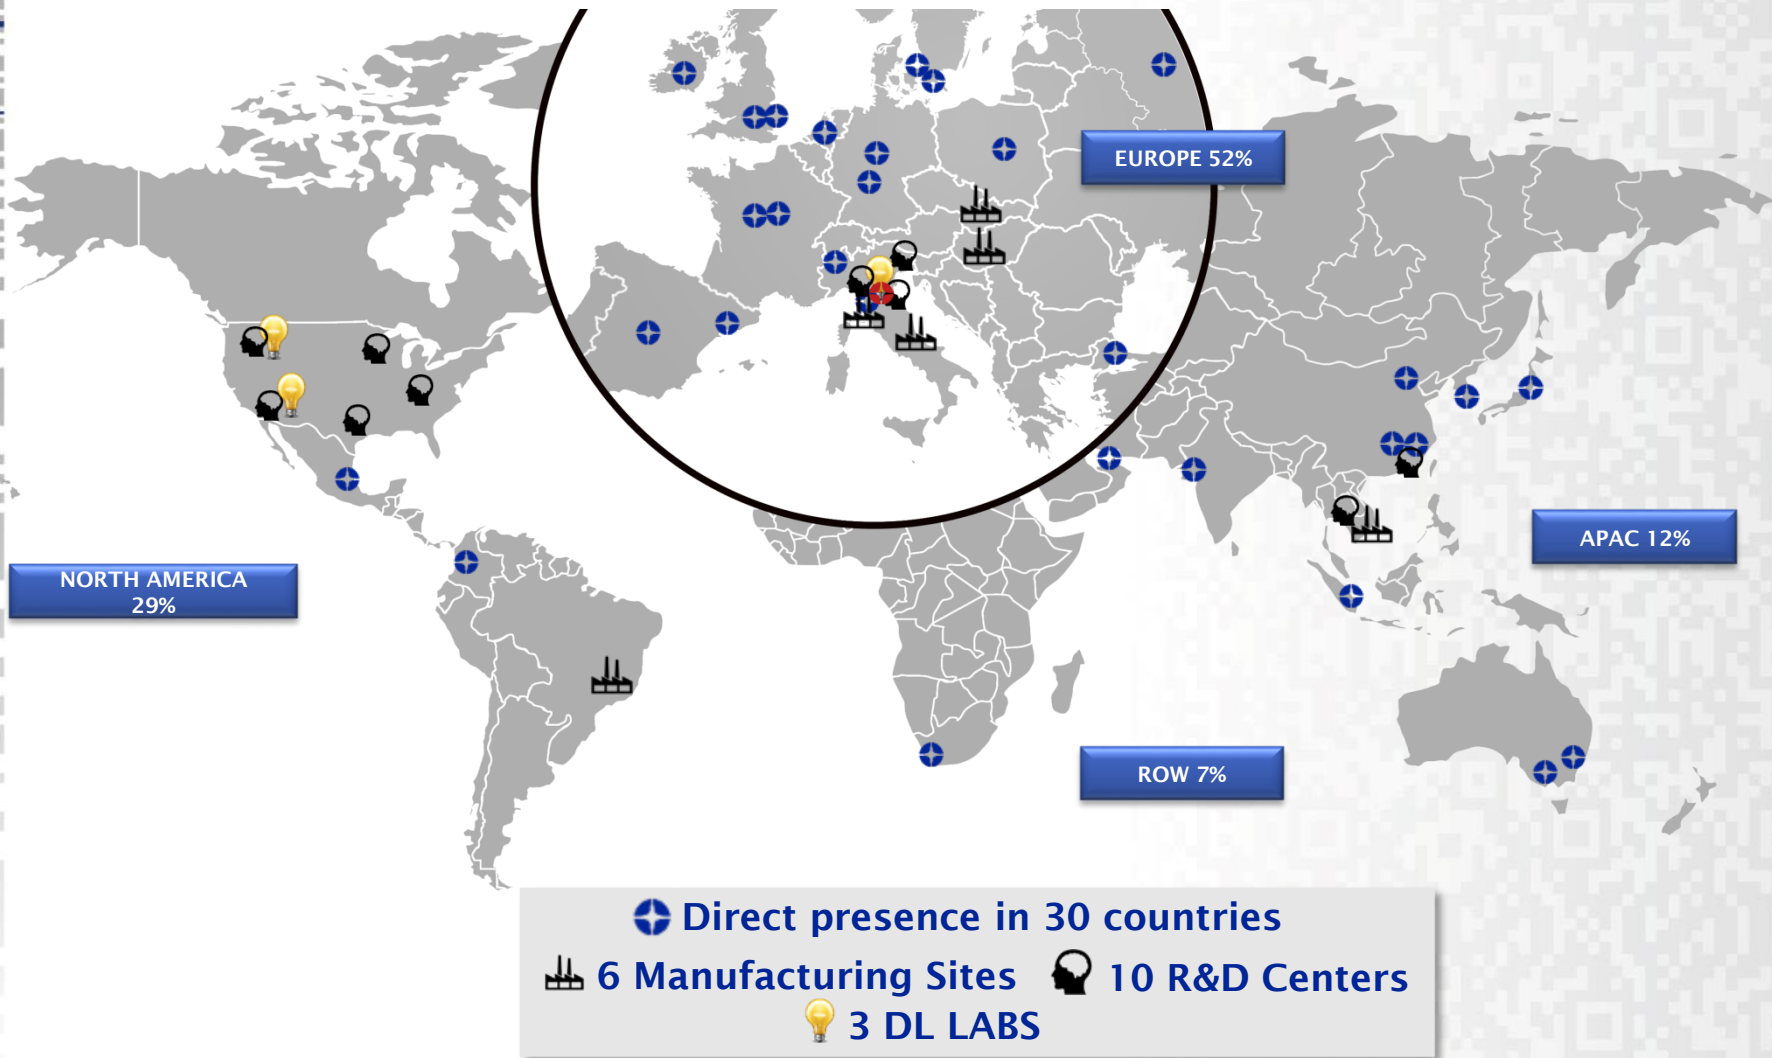 EUROPE 52%
APAC 12%
NORTH AMERICA
29%
ROW 7%
Direct presence in 30 countries
6 Manufacturing Sites 10 R&D Centers
3 DL LABS